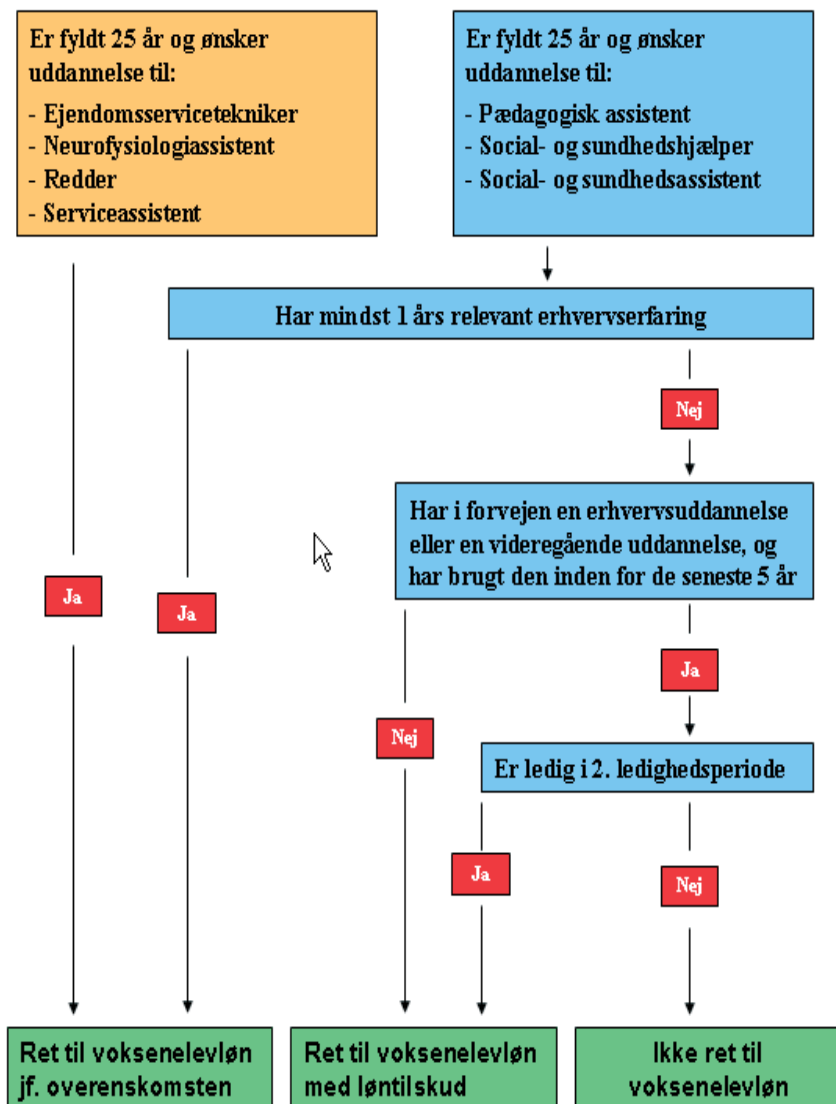 Er fyldt 25 år og ønsker
uddannelse til:
- Ejendomsservicetekniker
- Neurofysiologiassistent
- Redder
- Serviceassistent
Er fyldt 25 år og ønsker
uddannelse til:
- Pædagogisk assistent
- Social- og sundhedshjælper
- Social- og sundhedsassistent
Har mindst 1 års relevant erhvervserfaring
Nej
Har i forvejen en erhvervsuddannelse
eller en videregående uddannelse, og
har brugt den inden for de seneste 5 år
Ja
Ja
Ja
Nej
Er ledig i 2. ledighedsperiode
Ja
Nej
Ret til voksenelevløn
jf. overenskomsten
Ret til voksenelevløn
med løntilskud
Ikke ret til
voksenelevløn